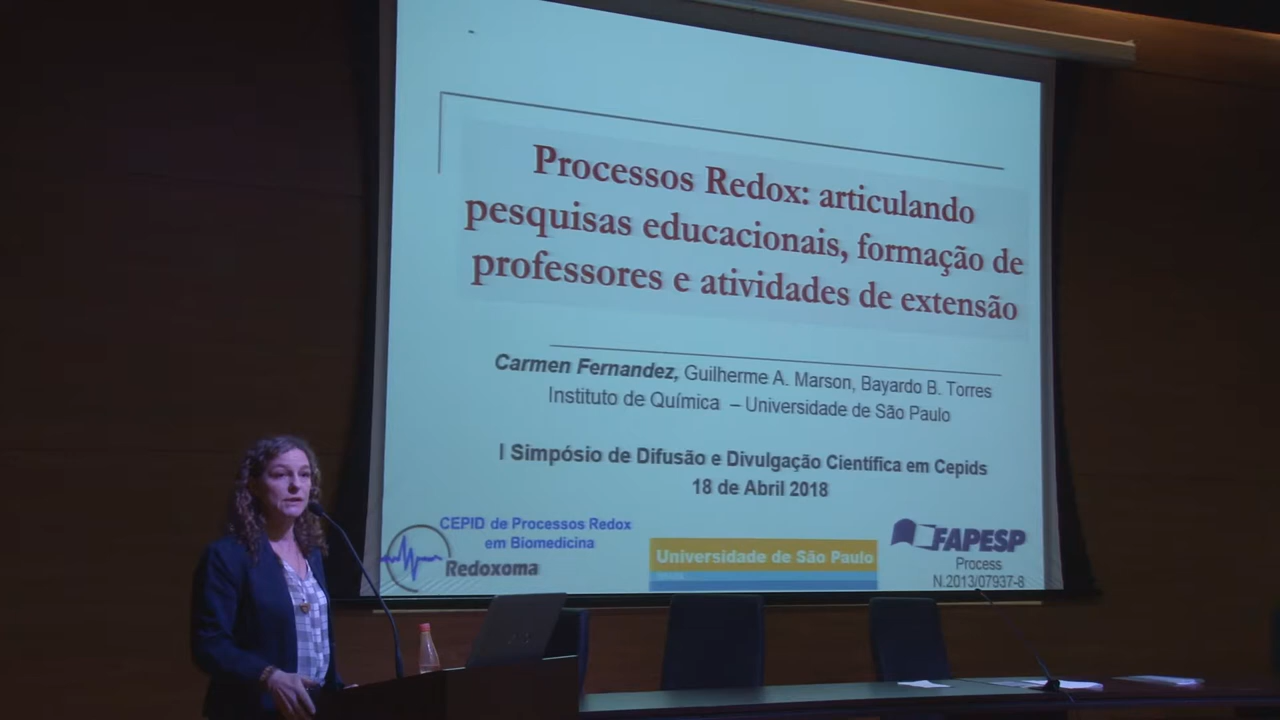 Processos Redox: articulando
pesquisas educacionais, formação de
professores e atividades de extensão
Carmen Fernandez, Guilherme A. Marson, Bayardo B. Torres
Instituto de Química – Universidade de São Paulo
I Simpósio de Difusão e Divulgação Científica em Cepids
18 de Abril 2018
CEPID de Processos Redox
em Biomedicina
Redoxoma
Universidade de São Paulo
FAPESP
Process
N.2013/07937-8